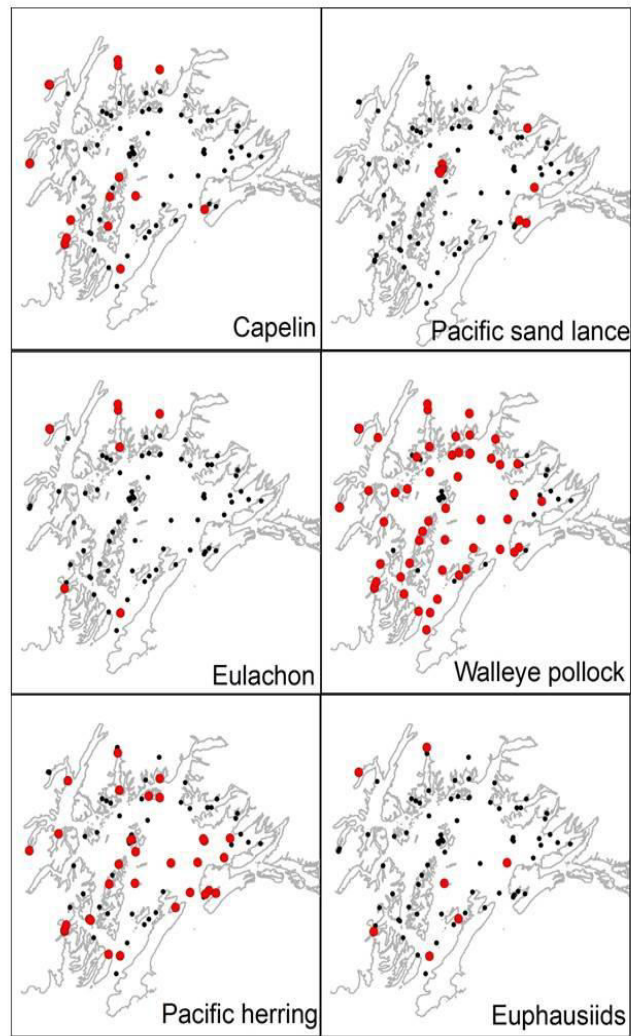 Capelin
Pacific sand lance
Eulachon
Walleye pollock
Pacific herring
Euphausiids